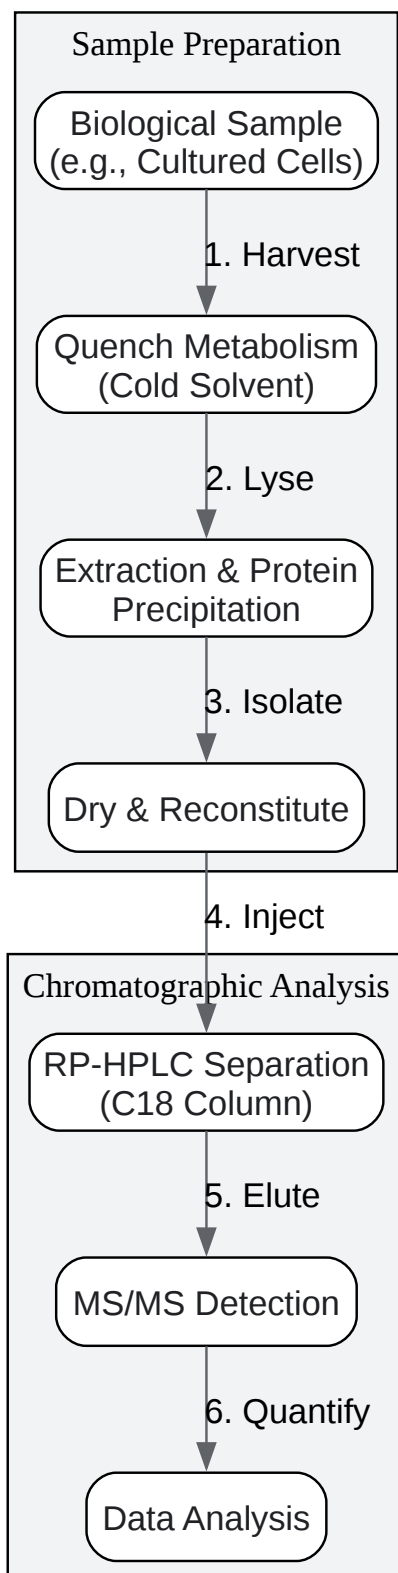 Sample Preparation
Biological Sample
(e.g., Cultured Cells)
1. Harvest
Quench Metabolism
(Cold Solvent)
2. Lyse
Extraction & Protein
Precipitation
3. Isolate
Dry & Reconstitute
4. Inject
Chromatographic Analysis
RP-HPLC Separation
(C18 Column)
5. Elute
MS/MS Detection
6. Quantify
Data Analysis